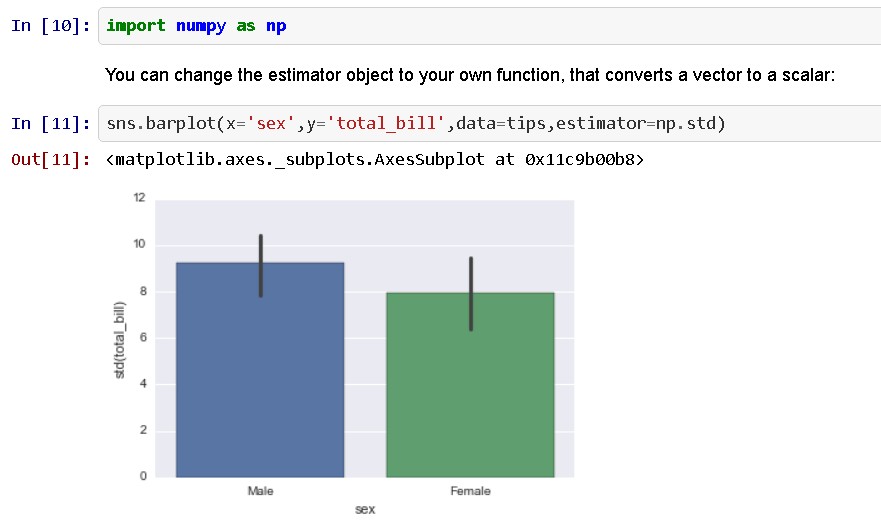 In [10]: import numpy as np
You can change the estimator object to your own function, that converts a vector to a scalar:
In [11]: sns.barplot(x='sex',y='total_bill',data=tips,estimator=np.std)
Out[11]: <matplotlib.axes._subplots.AxesSubplot at 0x11c9b00b8>
12
10
8
6
4
2
0
std(total_bill)
Male Female
sex